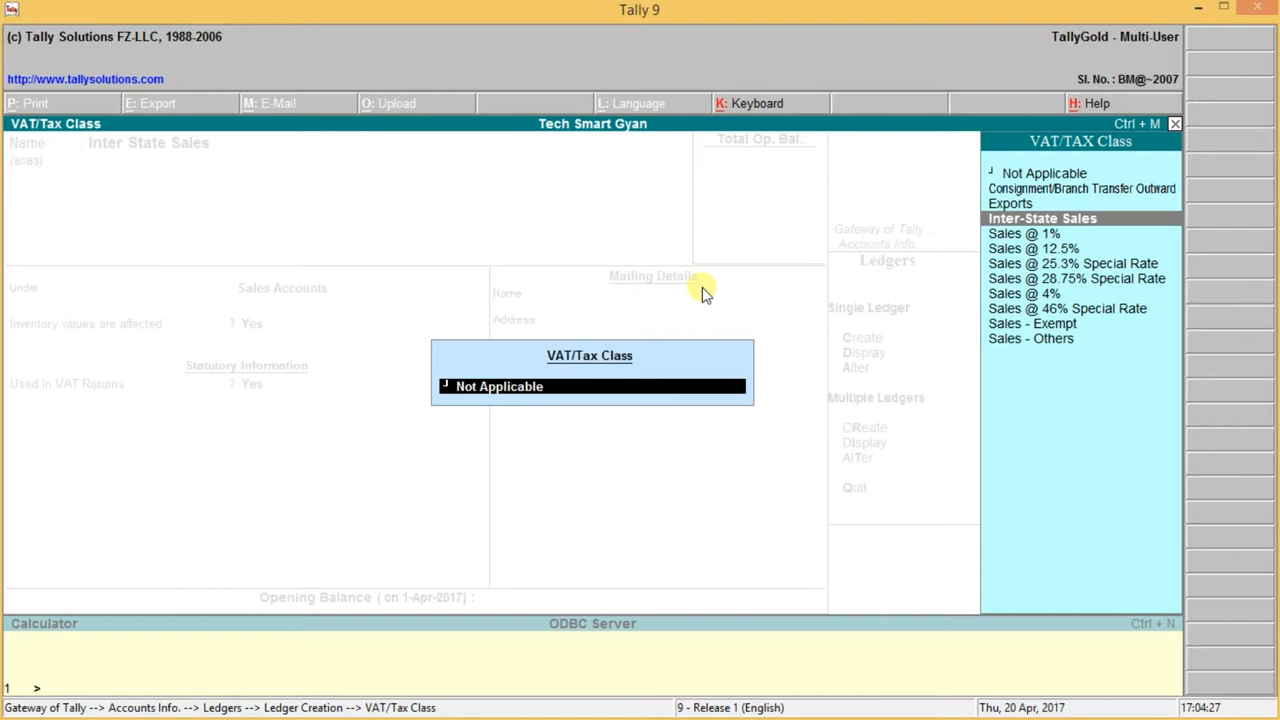 Tally
Tally 9
(c) Tally Solutions FZ-LLC, 1988-2006
TallyGold - Multi-User
http://www.tallysolutions.com
Sl. No. : BM@~2007
P: Print
E: Export
M: E-Mail
O: Upload
L: Language
K: Keyboard
H: Help
VAT/Tax Class
Tech Smart Gyan
Ctrl + M
Name : Inter State Sales
(alias)
Total Op. Bal.
Under Sales Accounts
Inventory values are affected ? Yes
Statutory Information
Used In VAT Returns ? Yes
Mailing Details
Name
Address
VAT/Tax Class
Not Applicable
Gateway of Tally ...
Accounts Info. ...
Ledgers
Single Ledger
Create
Display
Alter
Multiple Ledgers
CReate
DIsplay
AlTer
Quit
VAT/TAX Class
Not Applicable
Consignment/Branch Transfer Outward
Exports
Inter-State Sales
Sales @ 1%
Sales @ 12.5%
Sales @ 25.3% Special Rate
Sales @ 28.75% Special Rate
Sales @ 4%
Sales @ 46% Special Rate
Sales - Exempt
Sales - Others
Opening Balance ( on 1-Apr-2017) :
Calculator
ODBC Server
Ctrl + N
1 >
Gateway of Tally --> Accounts Info. --> Ledgers --> Ledger Creation --> VAT/Tax Class
9 - Release 1 (English)
Thu, 20 Apr, 2017
17:04:27